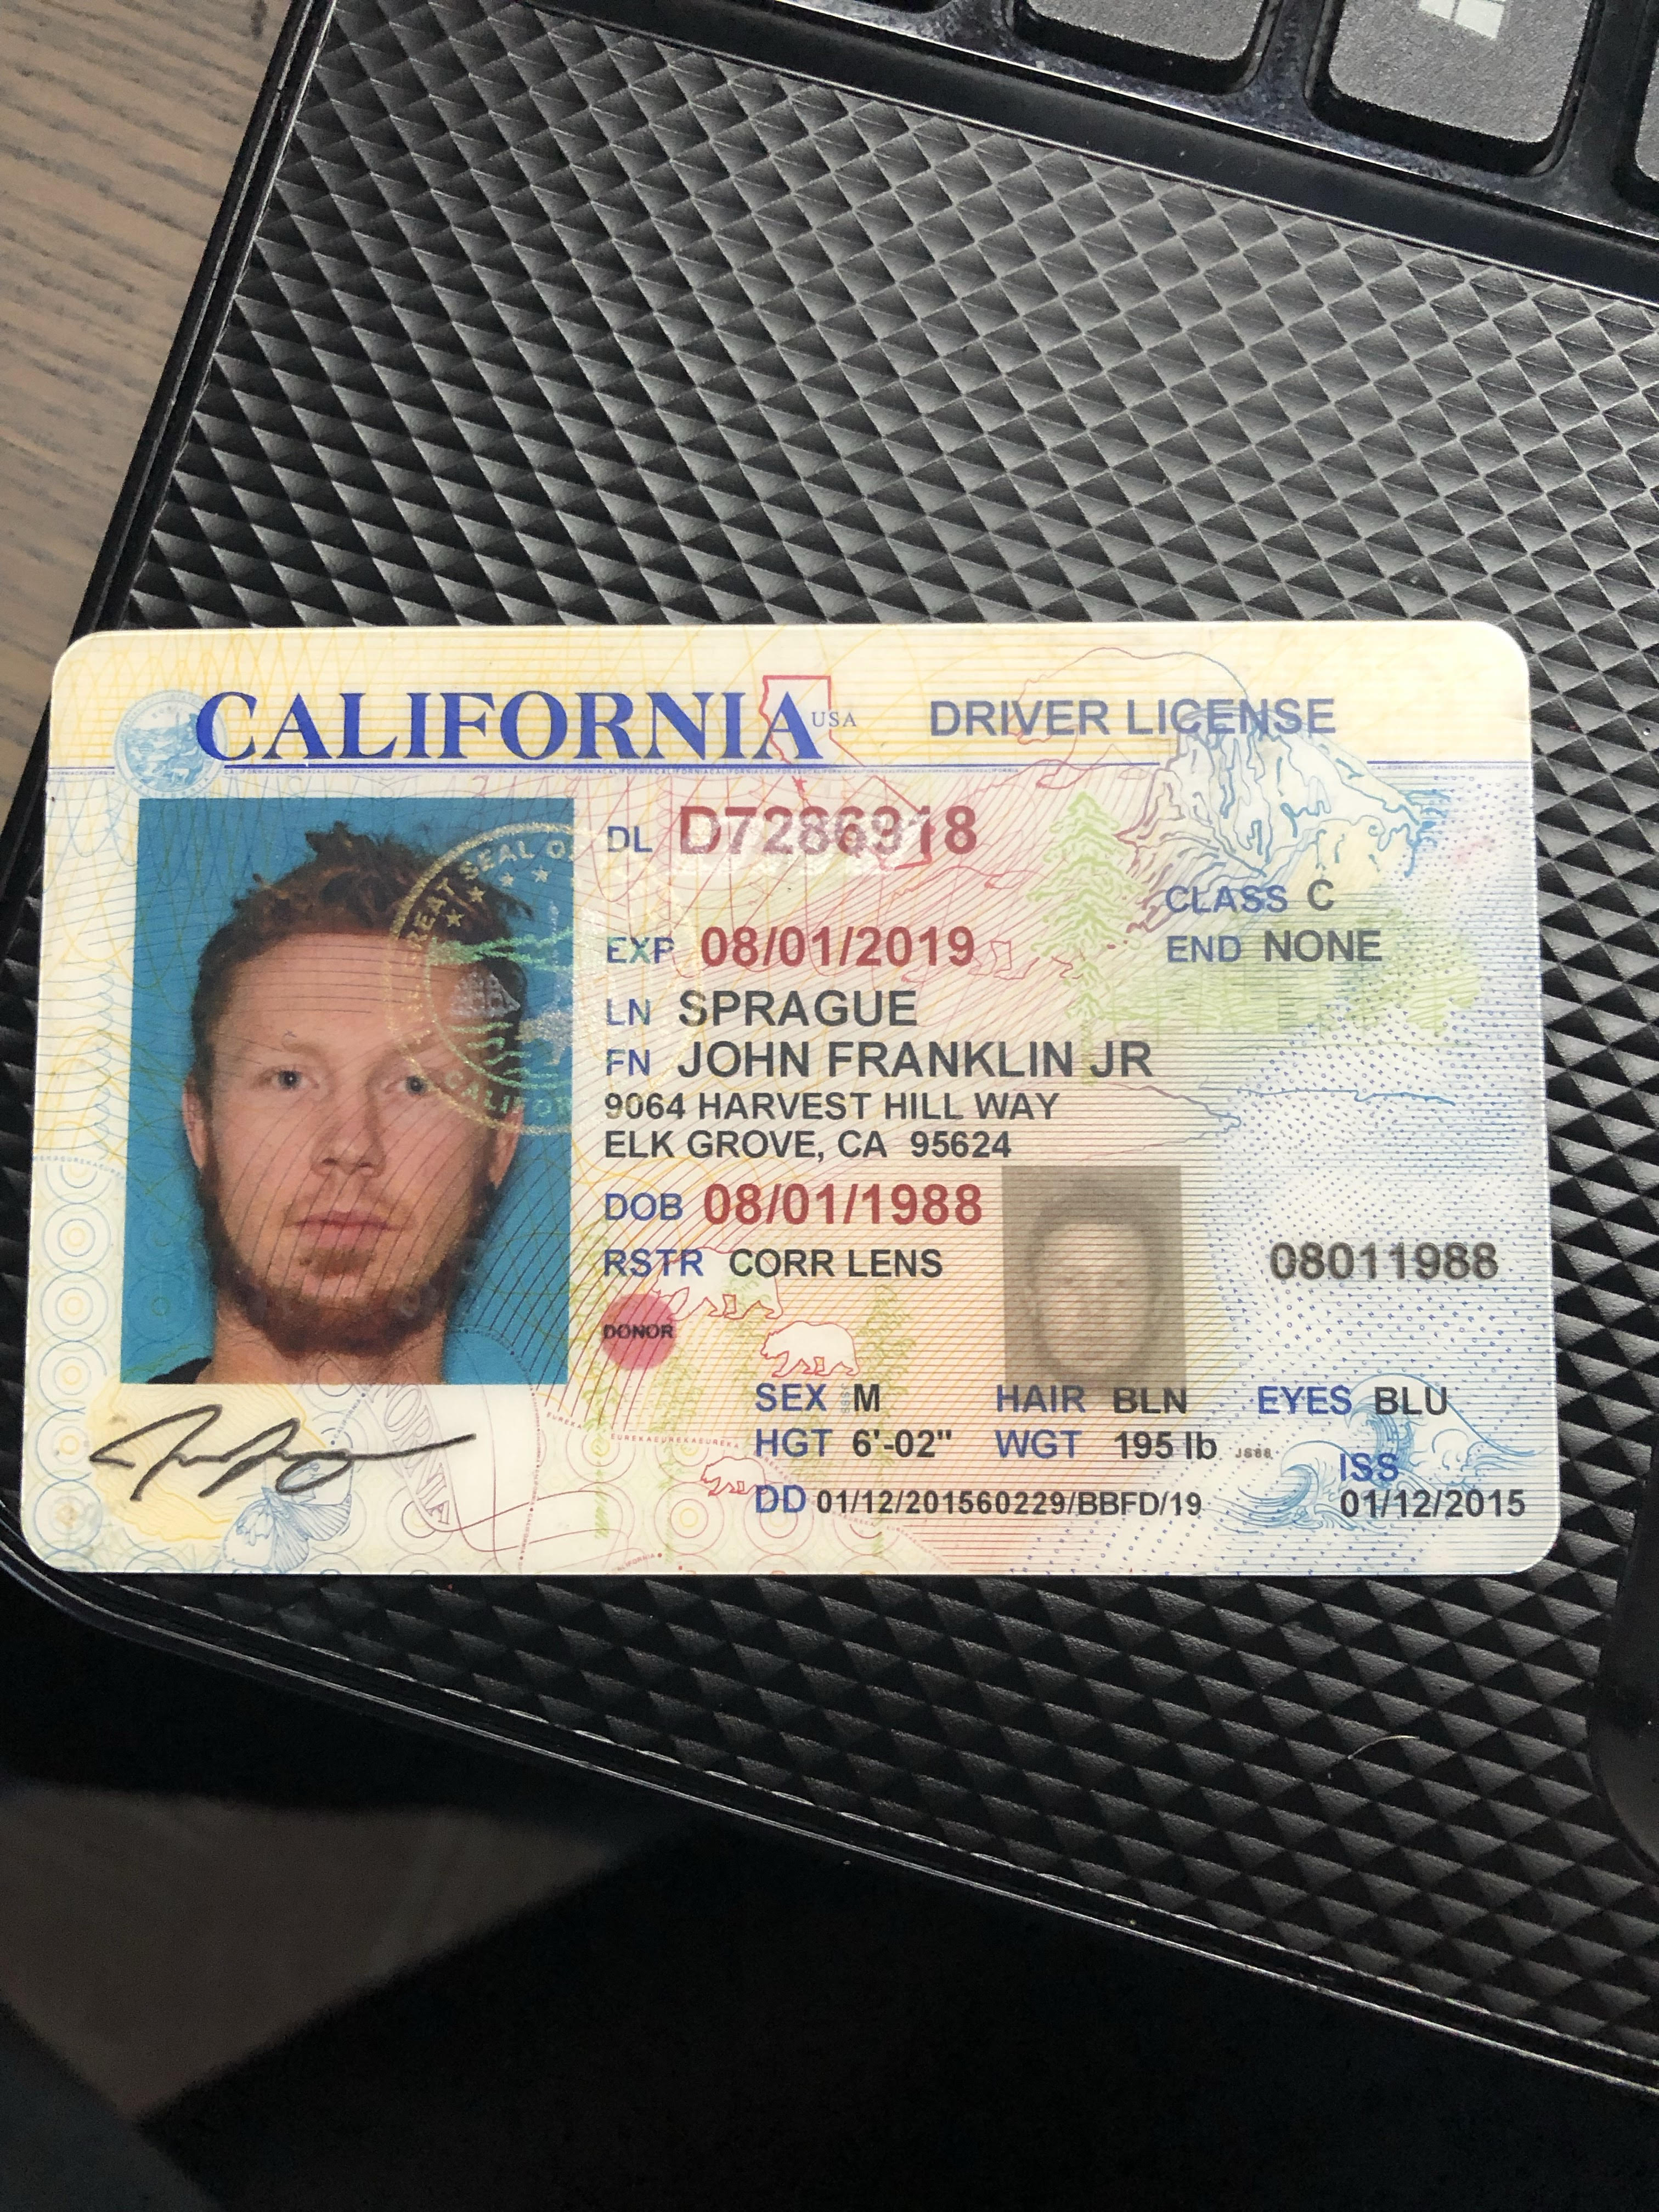 CALIFORNIA USA DRIVER LICENSE
DL D7286918
CLASS C
EXP 08/01/2019
END NONE
LN SPRAGUE
FN JOHN FRANKLIN JR
9064 HARVEST HILL WAY
ELK GROVE, CA 95624
DOB 08/01/1988
RSTR CORR LENS
08011988
DONOR
SEX M HAIR BLN EYES BLU
HGT 6'-02" WGT 195 lb
ISS
DD 01/12/201560229/BBFD/19 01/12/2015